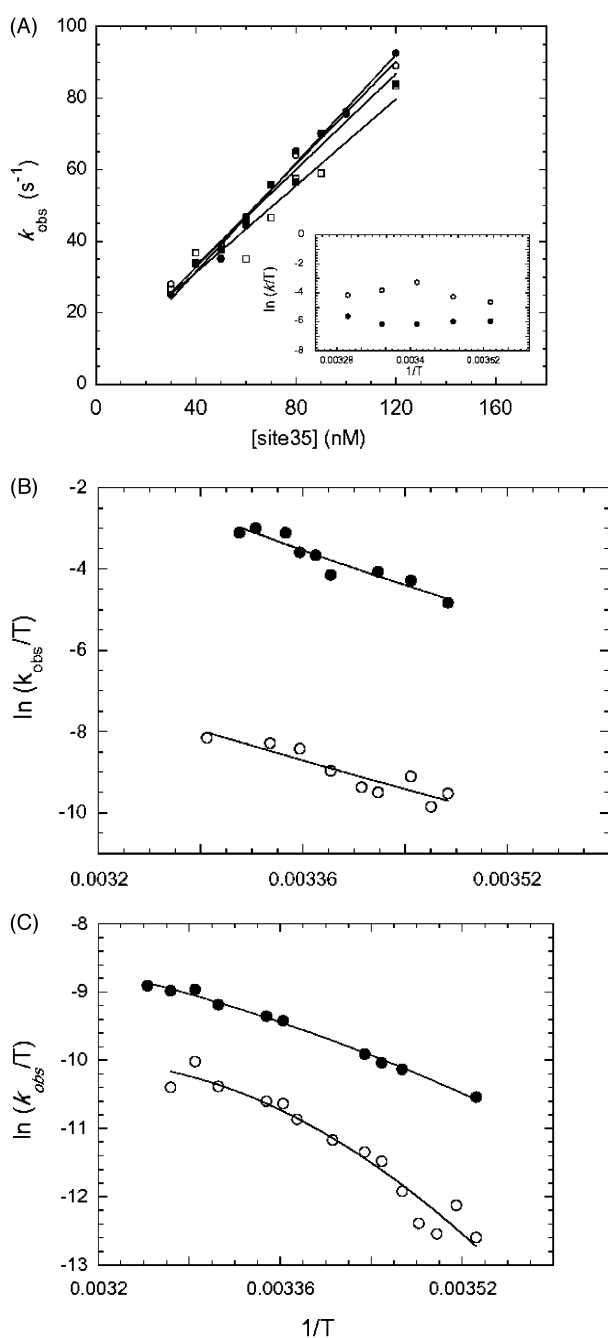 (A)
100
80
60
40
20
0
k_obs (s⁻¹)
0
-2
-4
-6
-8
ln (k/T)
0.00328 0.0034 0.00352
1/T
0 40 80 120 160
[site35] (nM)
(B)
-2
-4
-6
-8
-10
ln (k_obs/T)
0.0032 0.00336 0.00352
(C)
-8
-9
-10
-11
-12
-13
ln (k_obs/T)
0.0032 0.00336 0.00352
1/T